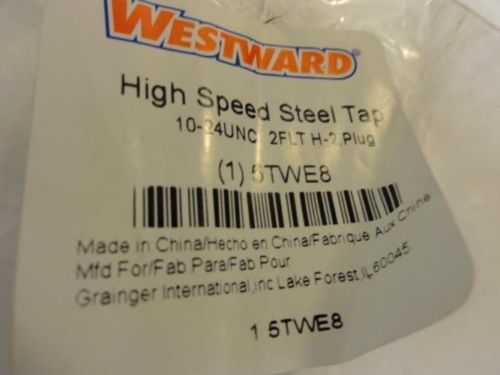 WESTWARD®
High Speed Steel Tap
10-24UNC 2FLT H-2,Plug
(1) 5TWE8
Made in:China/Hecho en China/Fabrique Aux Chine
Mfd For/Fab.Para/Fab.Pour
Grainger International,inc Lake Forest,IL60045
1 5TWE8